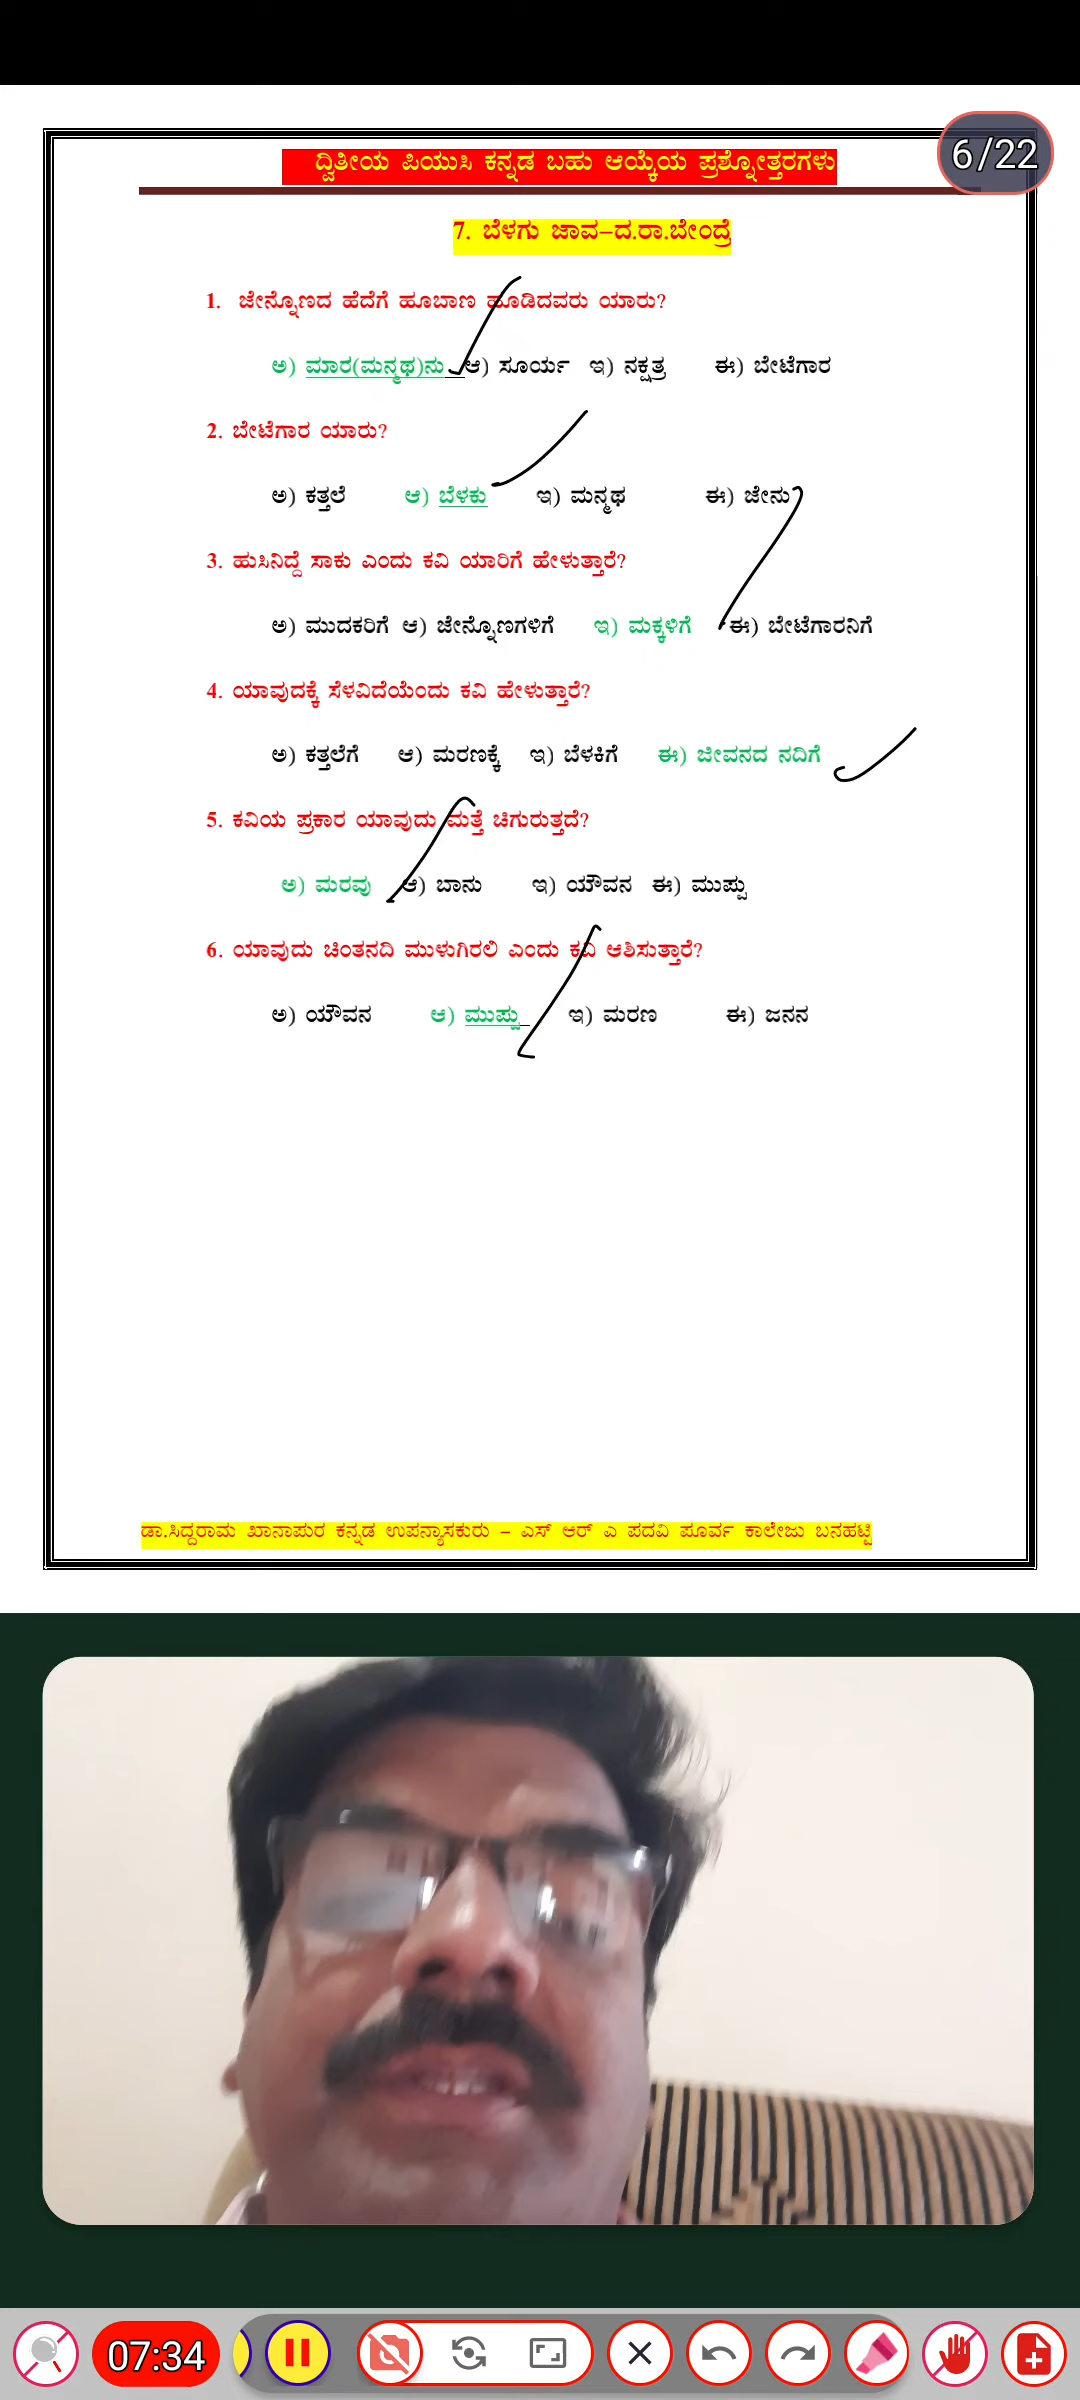 6/22
ದ್ವಿತೀಯ ಪಿಯುಸಿ ಕನ್ನಡ ಬಹು ಆಯ್ಕೆಯ ಪ್ರಶ್ನೋತ್ತರಗಳು
7. ಬೆಳಗು ಜಾವ-ದ.ರಾ.ಬೇಂದ್ರೆ
1. ಜೇನ್ನೊಣದ ಹೆದೆಗೆ ಹೂಬಾಣ ಹೂಡಿದವರು ಯಾರು?
ಅ) ಮಾರ(ಮನ್ಮಥ)ನು ಆ) ಸೂರ್ಯ ಇ) ನಕ್ಷತ್ರ ಈ) ಬೇಟೆಗಾರ
2. ಬೇಟೆಗಾರ ಯಾರು?
ಅ) ಕತ್ತಲೆ ಆ) ಬೆಳಕು ಇ) ಮನ್ಮಥ ಈ) ಜೇನು
3. ಹುಸಿನಿದ್ದೆ ಸಾಕು ಎಂದು ಕವಿ ಯಾರಿಗೆ ಹೇಳುತ್ತಾರೆ?
ಅ) ಮುದಕರಿಗೆ ಆ) ಜೇನ್ನೊಣಗಳಿಗೆ ಇ) ಮಕ್ಕಳಿಗೆ ಈ) ಬೇಟೆಗಾರನಿಗೆ
4. ಯಾವುದಕ್ಕೆ ಸೆಳವಿದೆಯೆಂದು ಕವಿ ಹೇಳುತ್ತಾರೆ?
ಅ) ಕತ್ತಲೆಗೆ ಆ) ಮರಣಕ್ಕೆ ಇ) ಬೆಳಕಿಗೆ ಈ) ಜೀವನದ ನದಿಗೆ
5. ಕವಿಯ ಪ್ರಕಾರ ಯಾವುದು ಮತ್ತೆ ಚಿಗುರುತ್ತದೆ?
ಅ) ಮರವು ಆ) ಬಾನು ಇ) ಯೌವನ ಈ) ಮುಪ್ಪು
6. ಯಾವುದು ಚಿಂತನದಿ ಮುಳುಗಿರಲಿ ಎಂದು ಕವಿ ಆಶಿಸುತ್ತಾರೆ?
ಅ) ಯೌವನ ಆ) ಮುಪ್ಪು ಇ) ಮರಣ ಈ) ಜನನ
ಡಾ.ಸಿದ್ದರಾಮ ಖಾನಾಪುರ ಕನ್ನಡ ಉಪನ್ಯಾಸಕುರು – ಎಸ್ ಆರ್ ಎ ಪದವಿ ಪೂರ್ವ ಕಾಲೇಜು ಬನಹಟ್ಟಿ
07:34